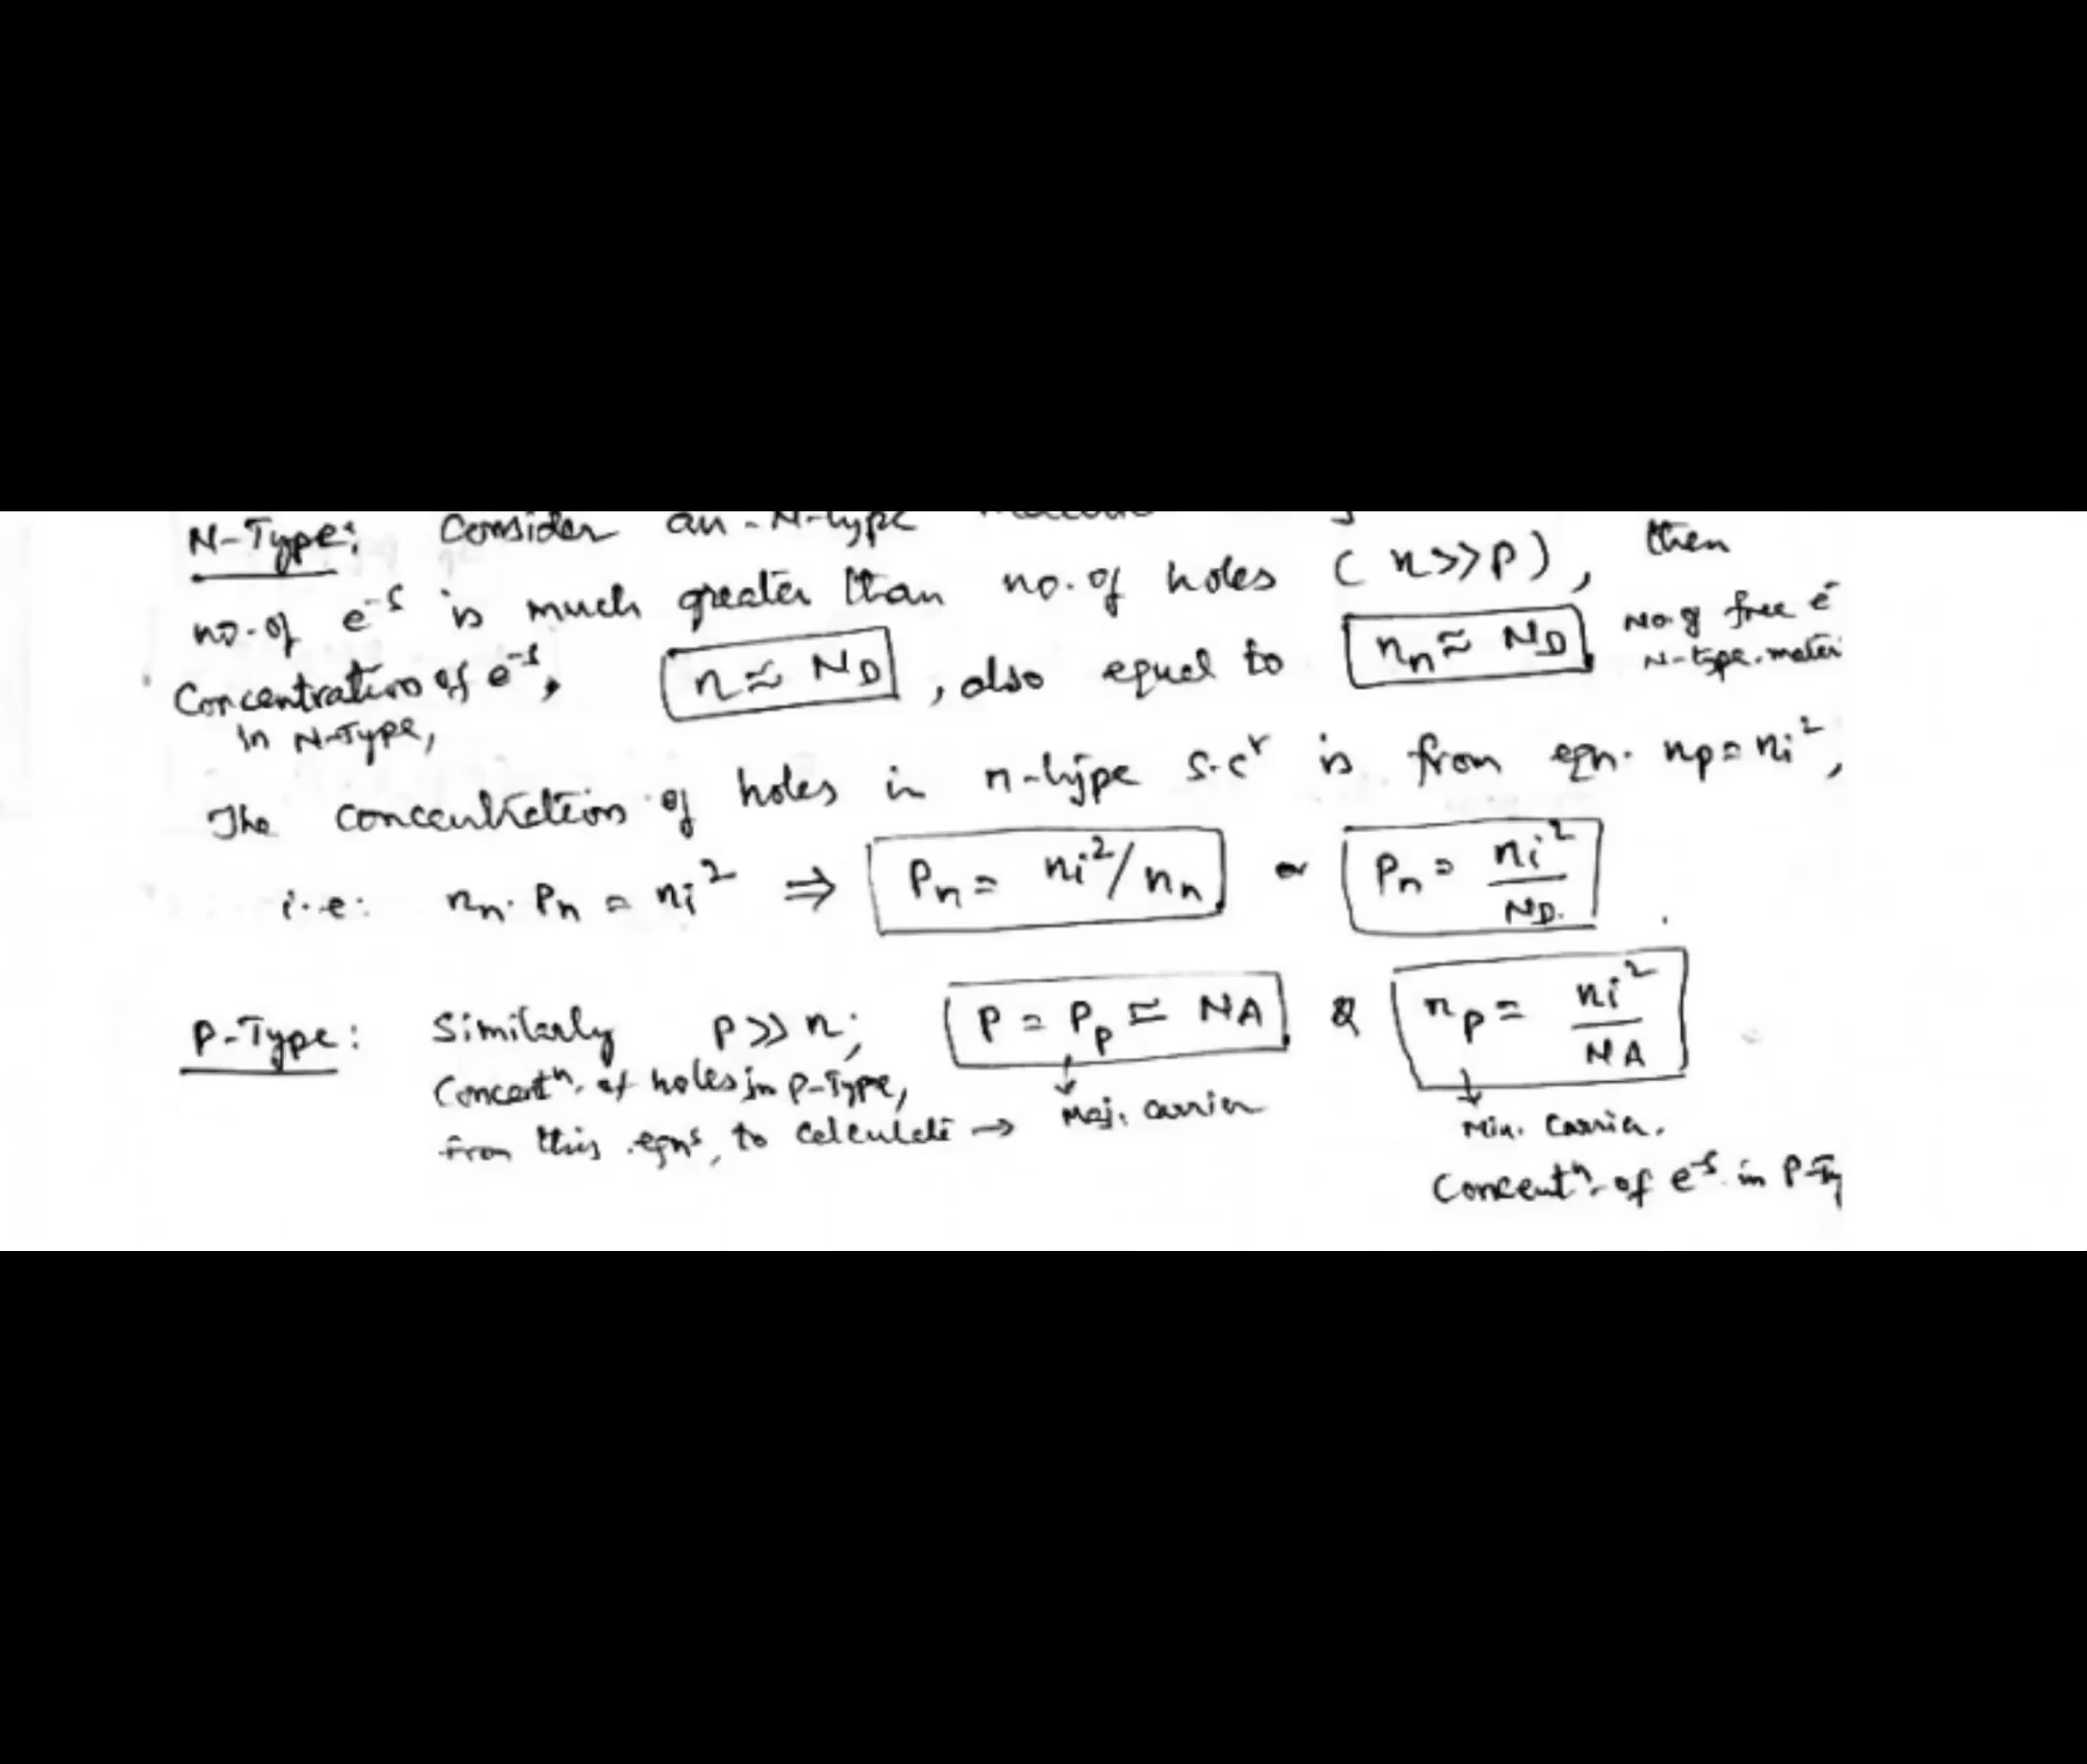 N-Type: Consider an N-type
no. of e⁻s is much greater than no. of holes (n>>p), then
Concentration of e⁻s, n ≈ ND, also equal to nn ≈ ND No. of free e⁻
in N-Type, N-type mater
The concentration of holes in n-type s.cʳ is from eqn. np = ni²,
i.e: nn. Pn = ni² ⇒ Pn = ni²/nn or Pn = ni²/ND.
P-Type: Similarly p>>n; P = Pp ≅ NA & np = ni²/NA
Concentⁿ. of holes in P-Type, Maj. carrier
from this eqnˢ, to calculate → Min. Carrier.
Concentⁿ. of e⁻s in P-Ty